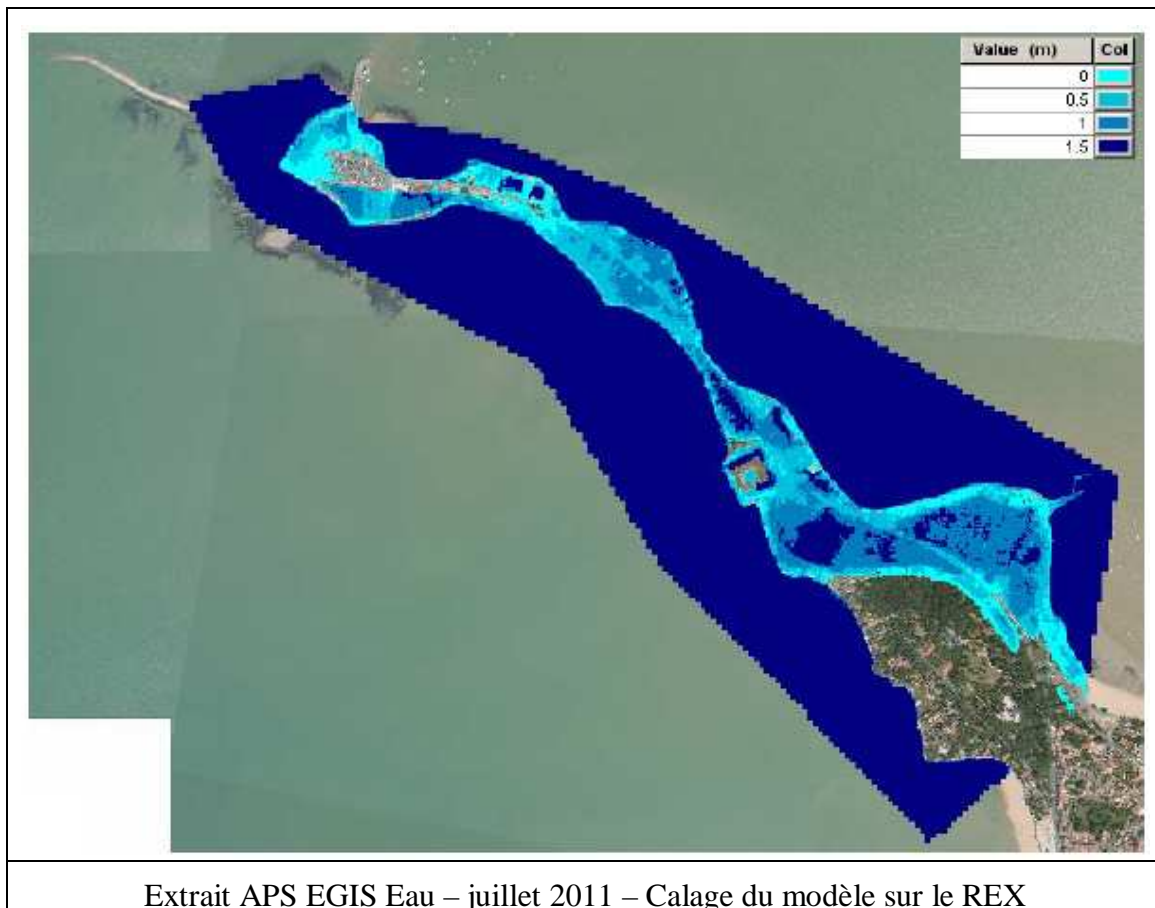 Value (m) Col
0
0.5
1
1.5
Extrait APS EGIS Eau – juillet 2011 – Calage du modèle sur le REX